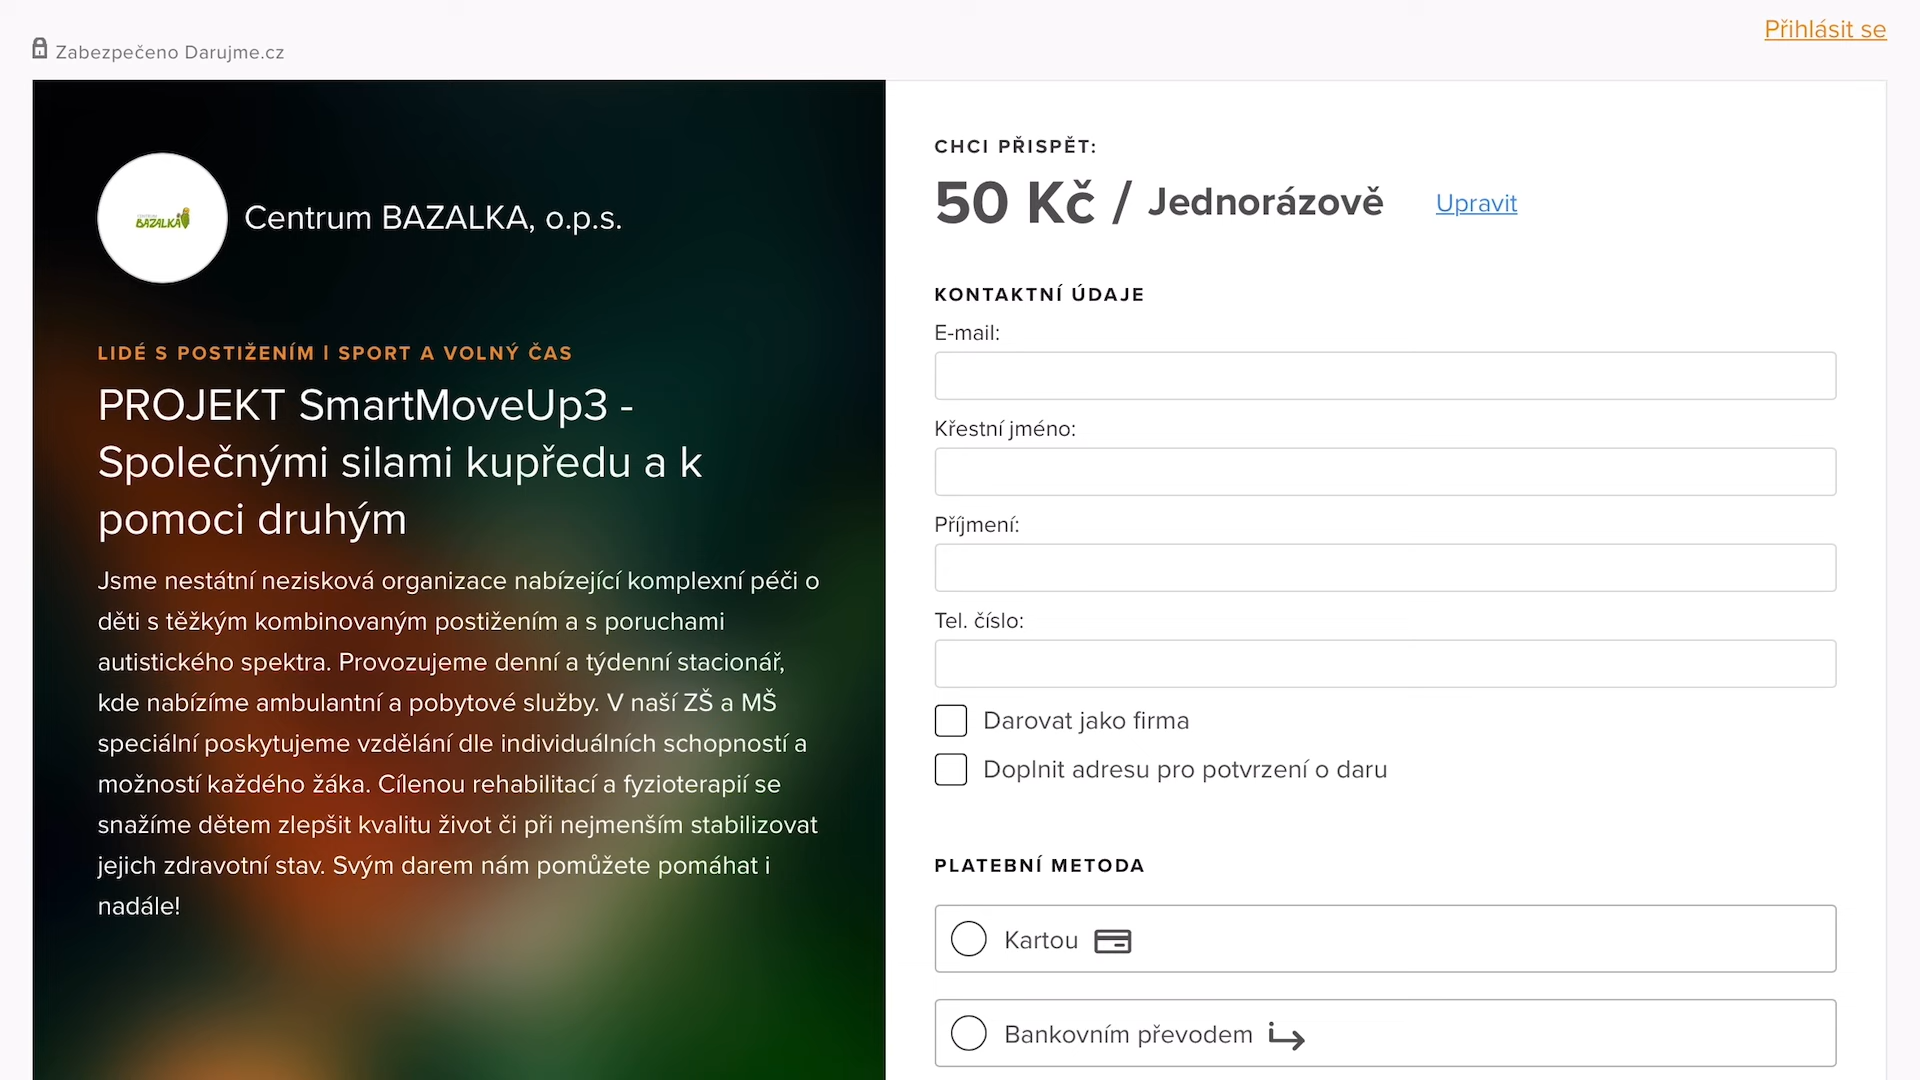 Přihlásit se
Zabezpečeno Darujme.cz
BAZALKA
Centrum BAZALKA, o.p.s.
LIDÉ S POSTIŽENÍM | SPORT A VOLNÝ ČAS
PROJEKT SmartMoveUp3 -
Společnými silami kupředu a k
pomoci druhým
Jsme nestátní nezisková organizace nabízející komplexní péči o
děti s těžkým kombinovaným postižením a s poruchami
autistického spektra. Provozujeme denní a týdenní stacionář,
kde nabízíme ambulantní a pobytové služby. V naší ZŠ a MŠ
speciální poskytujeme vzdělání dle individuálních schopností a
možností každého žáka. Cílenou rehabilitací a fyzioterapií se
snažíme dětem zlepšit kvalitu život či při nejmenším stabilizovat
jejich zdravotní stav. Svým darem nám pomůžete pomáhat i
nadále!
CHCI PŘISPĚT:
50 Kč / Jednorázově Upravit
KONTAKTNÍ ÚDAJE
E-mail:
Křestní jméno:
Příjmení:
Tel. číslo:
Darovat jako firma
Doplnit adresu pro potvrzení o daru
PLATEBNÍ METODA
Kartou
Bankovním převodem